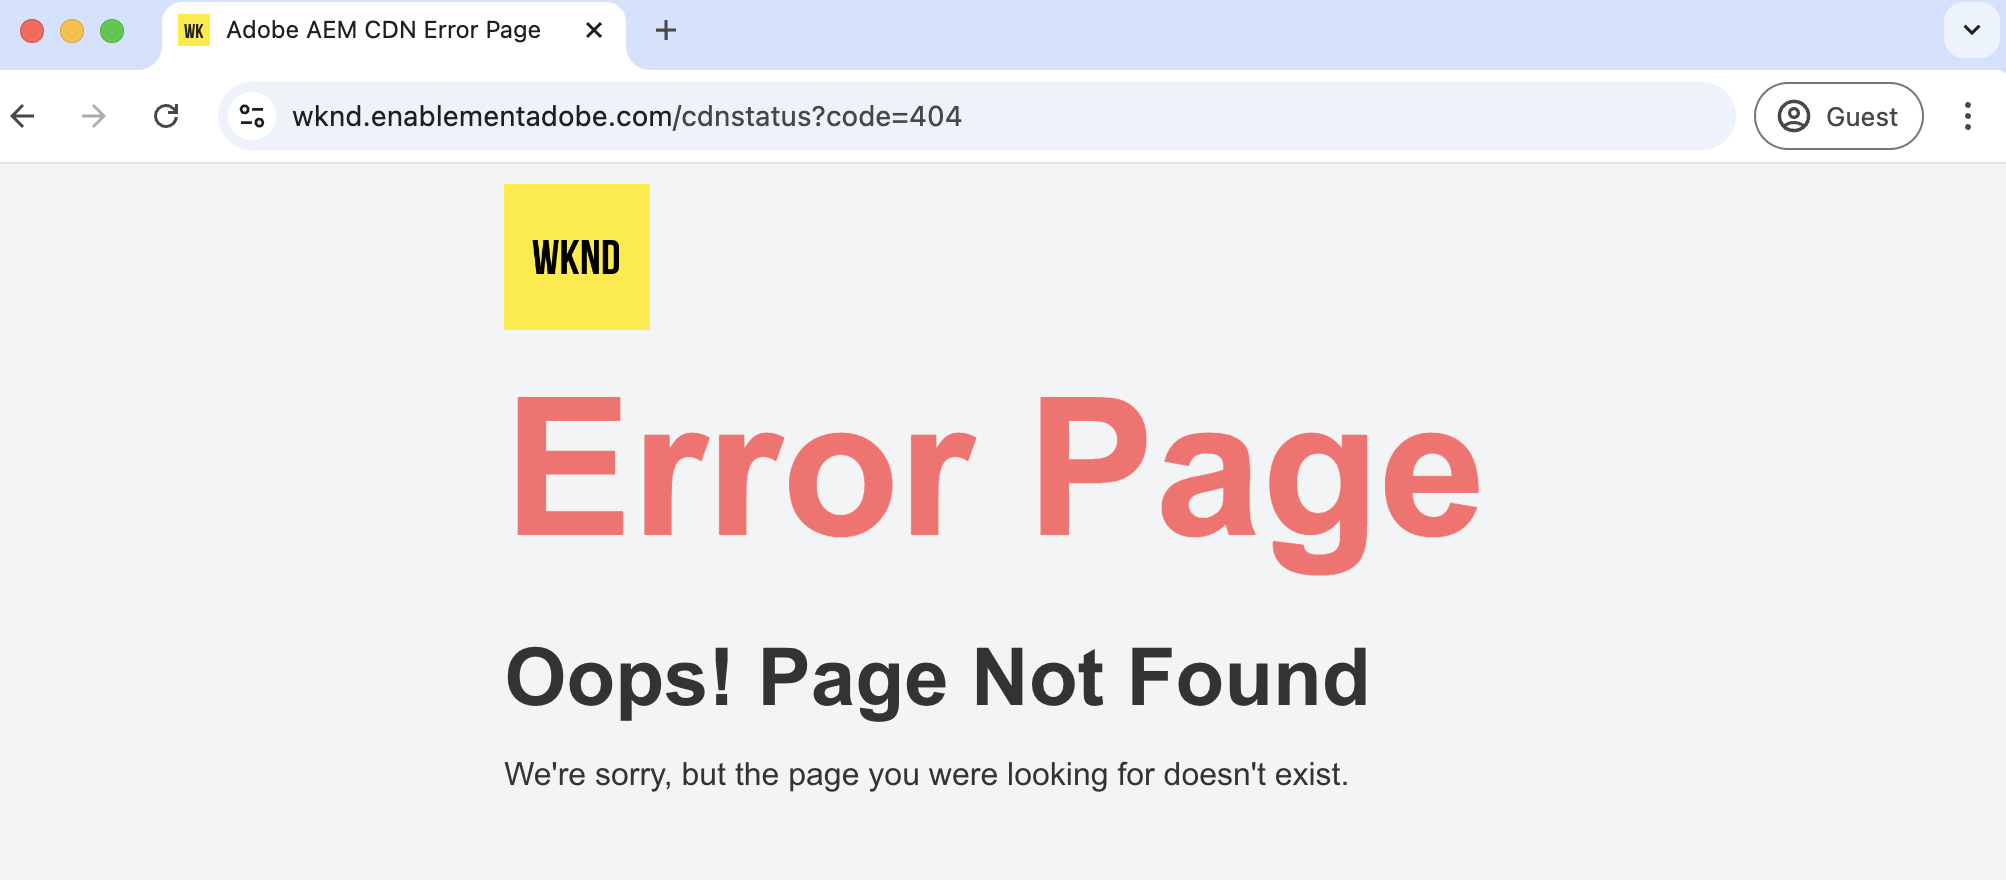 WK Adobe AEM CDN Error Page
wknd.enablementadobe.com/cdnstatus?code=404 Guest
WKND
Error Page
Oops! Page Not Found
We're sorry, but the page you were looking for doesn't exist.